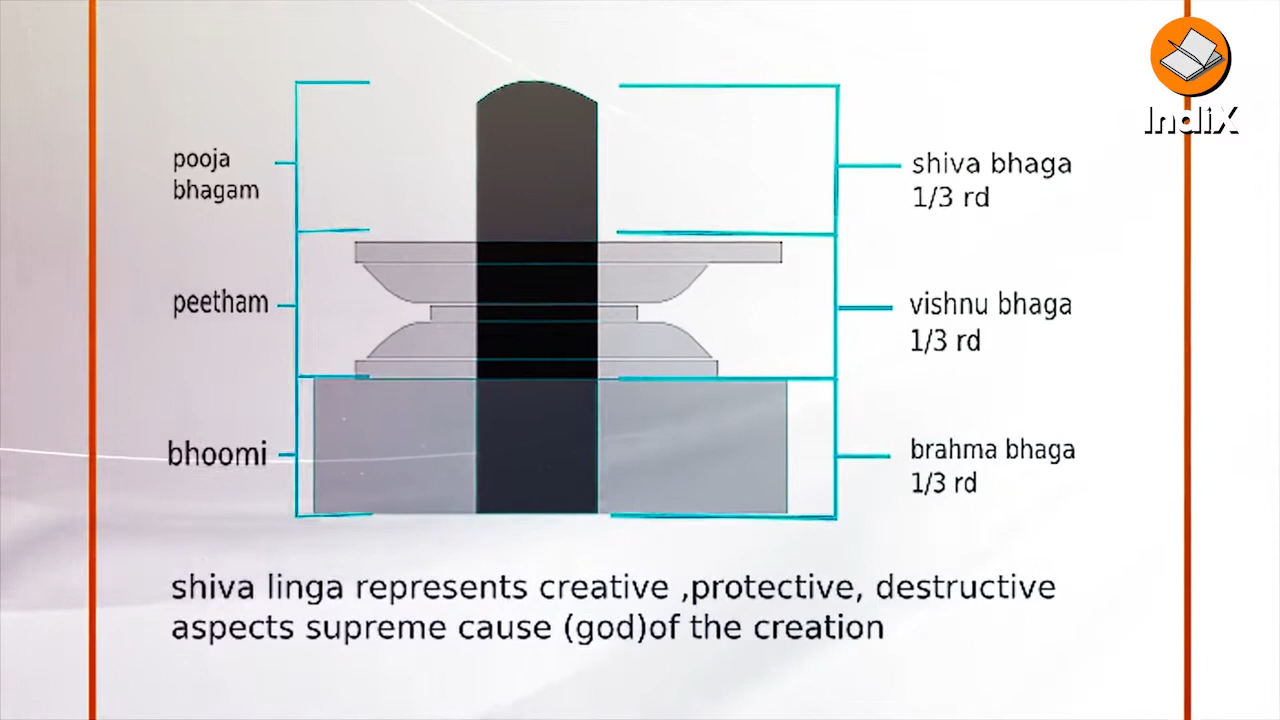 IndiX
pooja
bhagam
shiva bhaga
1/3 rd
peetham
vishnu bhaga
1/3 rd
bhoomi
brahma bhaga
1/3 rd
shiva linga represents creative ,protective, destructive
aspects supreme cause (god)of the creation